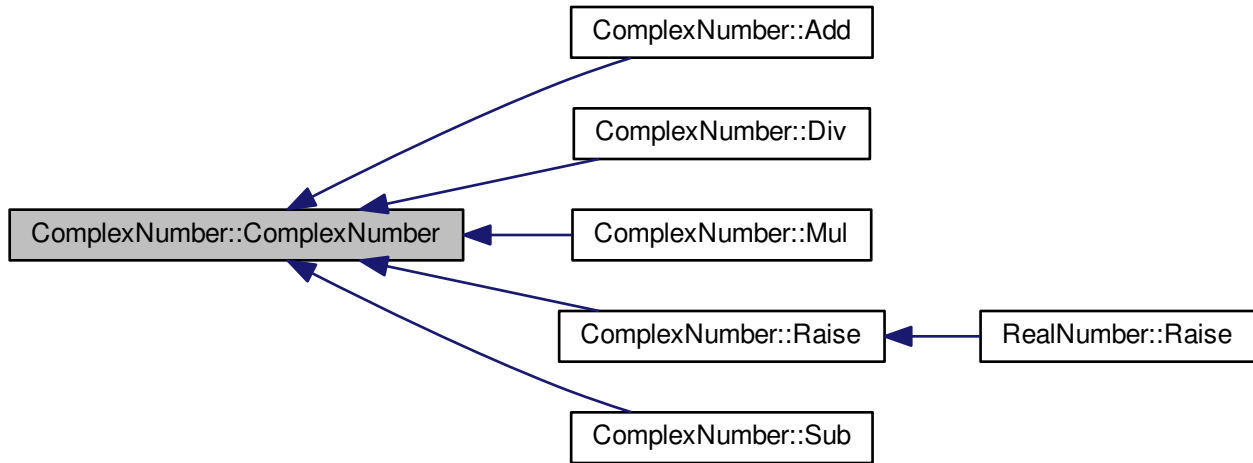 ComplexNumber::Add
ComplexNumber::Div
ComplexNumber::ComplexNumber
ComplexNumber::Mul
ComplexNumber::Raise
RealNumber::Raise
ComplexNumber::Sub